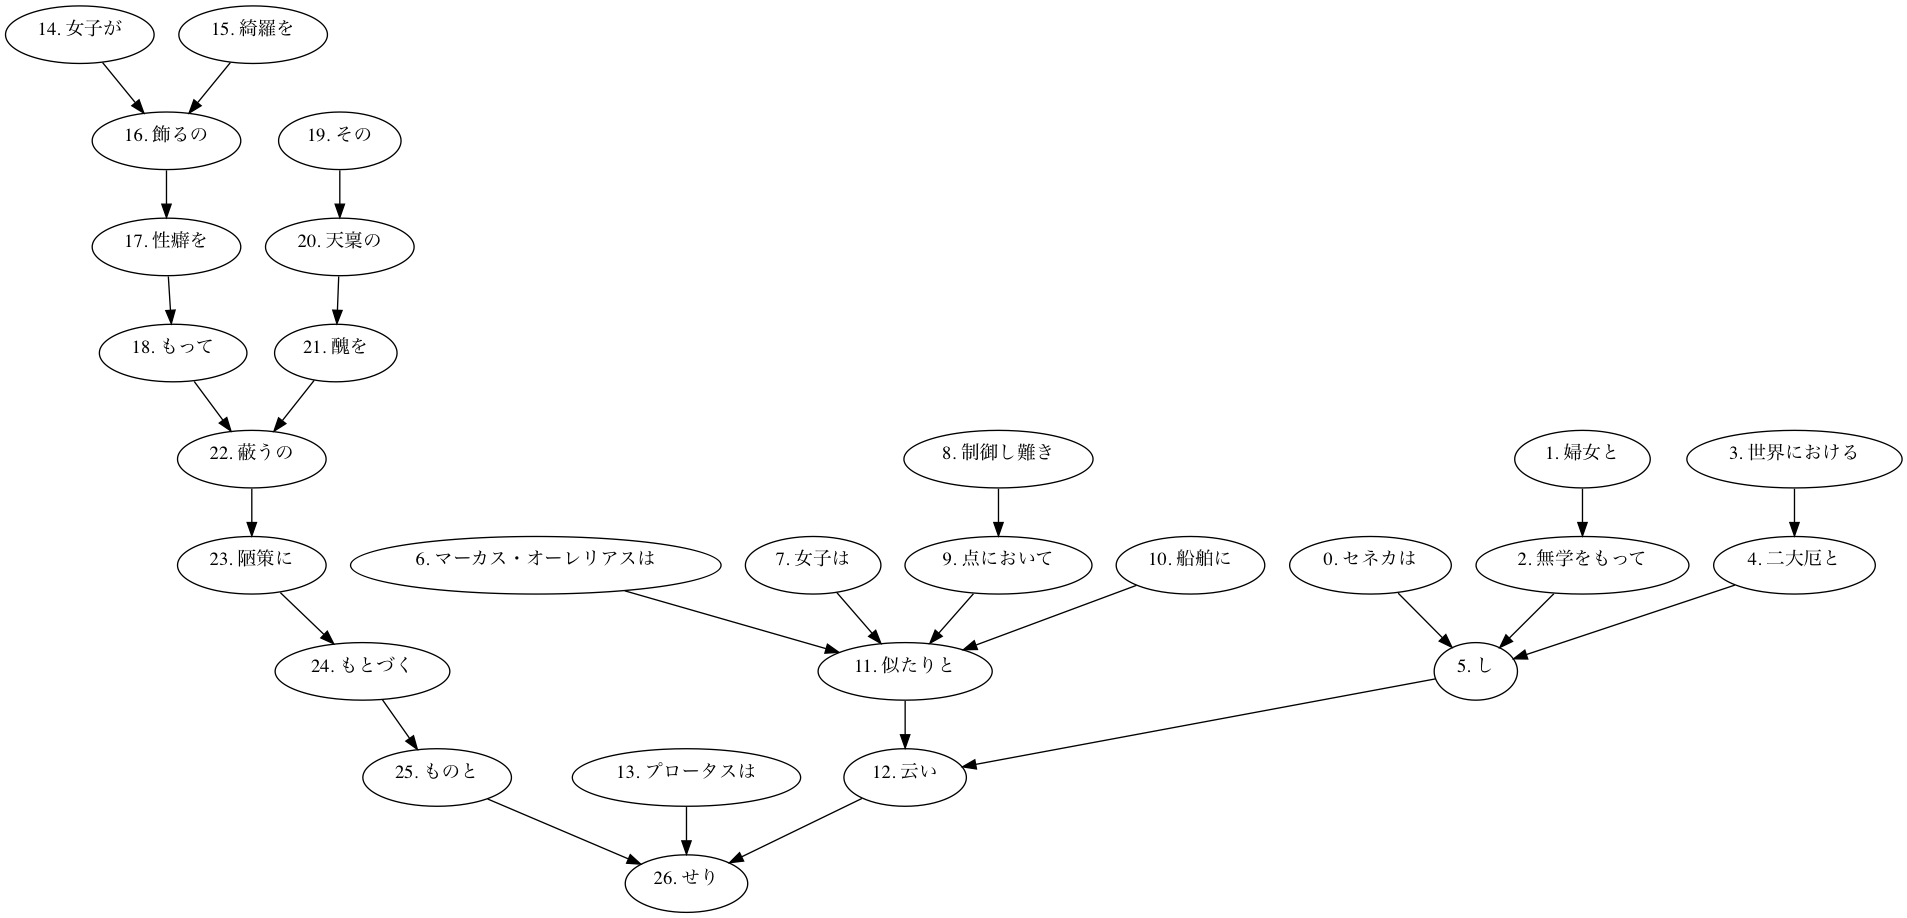 14. 女子が
15. 綺羅を
16. 飾るの
19. その
17. 性癖を
20. 天稟の
18. もって
21. 醜を
22. 蔽うの
8. 制御し難き
1. 婦女と
3. 世界における
23. 陋策に
6. マーカス・オーレリアスは
7. 女子は
9. 点において
10. 船舶に
0. セネカは
2. 無学をもって
4. 二大厄と
24. もとづく
11. 似たりと
5. し
25. ものと
13. プロータスは
12. 云い
26. せり